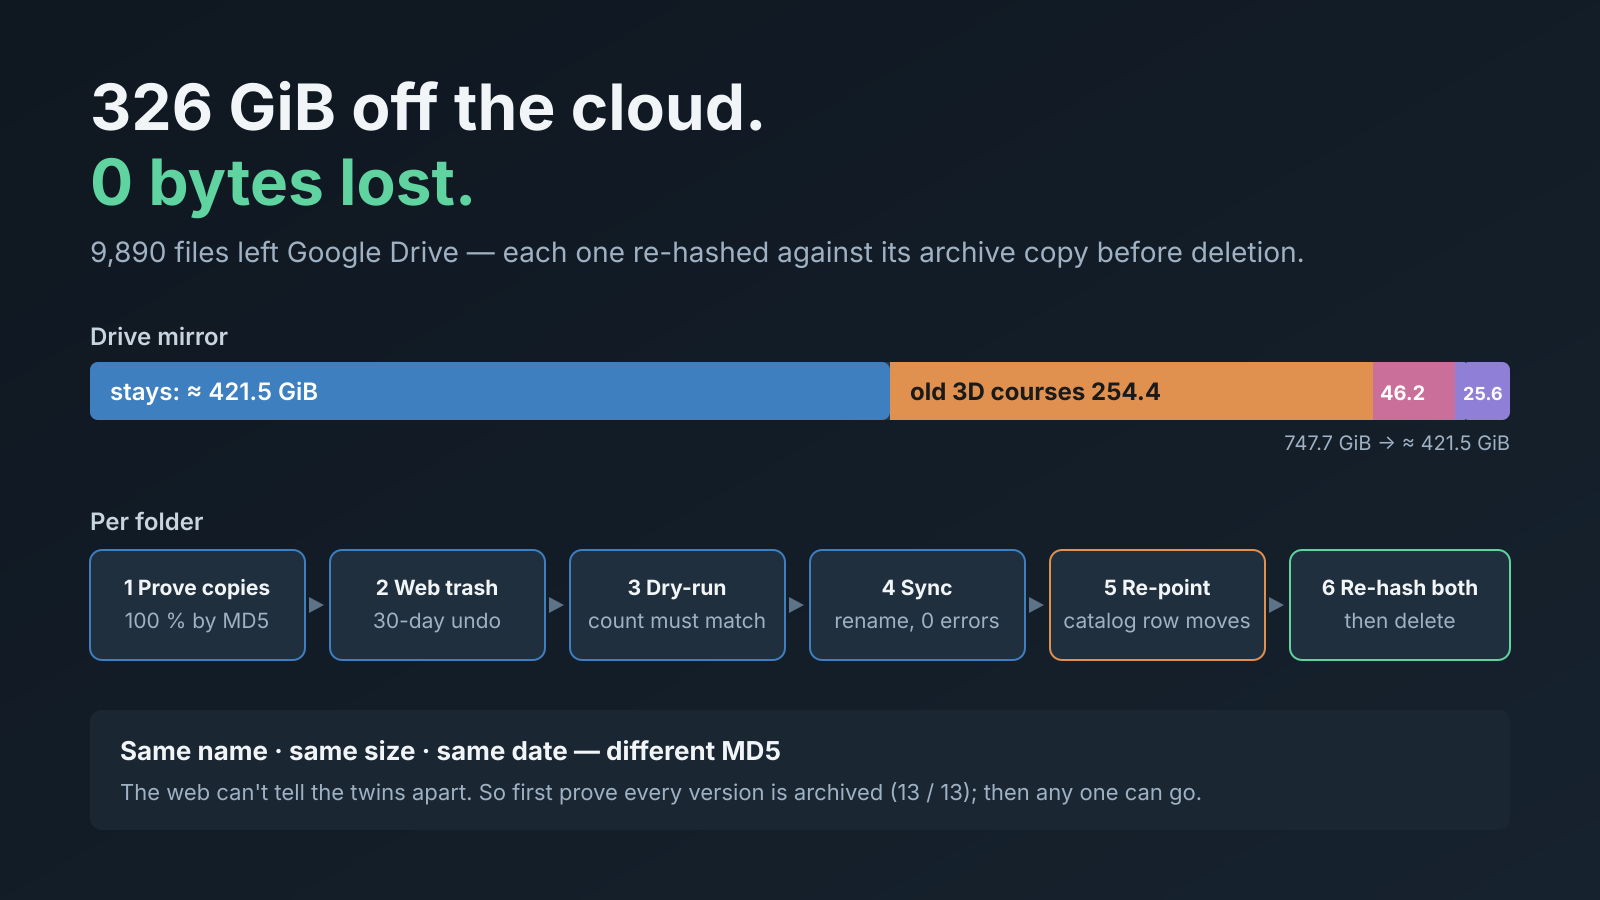 326 GiB off the cloud.
0 bytes lost.
9,890 files left Google Drive — each one re-hashed against its archive copy before deletion.
Drive mirror
stays: ≈ 421.5 GiB
old 3D courses 254.4
46.2
25.6
747.7 GiB → ≈ 421.5 GiB
Per folder
1 Prove copies
100 % by MD5
2 Web trash
30-day undo
3 Dry-run
count must match
4 Sync
rename, 0 errors
5 Re-point
catalog row moves
6 Re-hash both
then delete
Same name · same size · same date — different MD5
The web can't tell the twins apart. So first prove every version is archived (13 / 13); then any one can go.